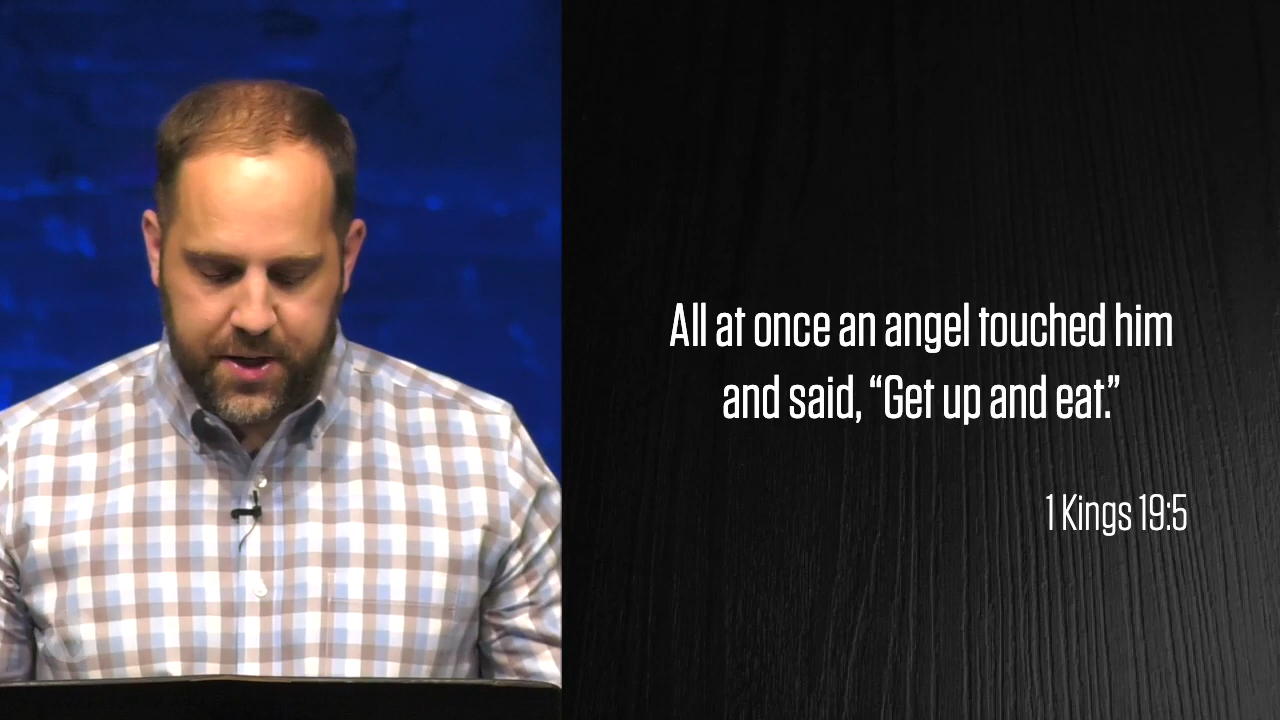 All at once an angel touched him
and said, “Get up and eat.”
1 Kings 19:5